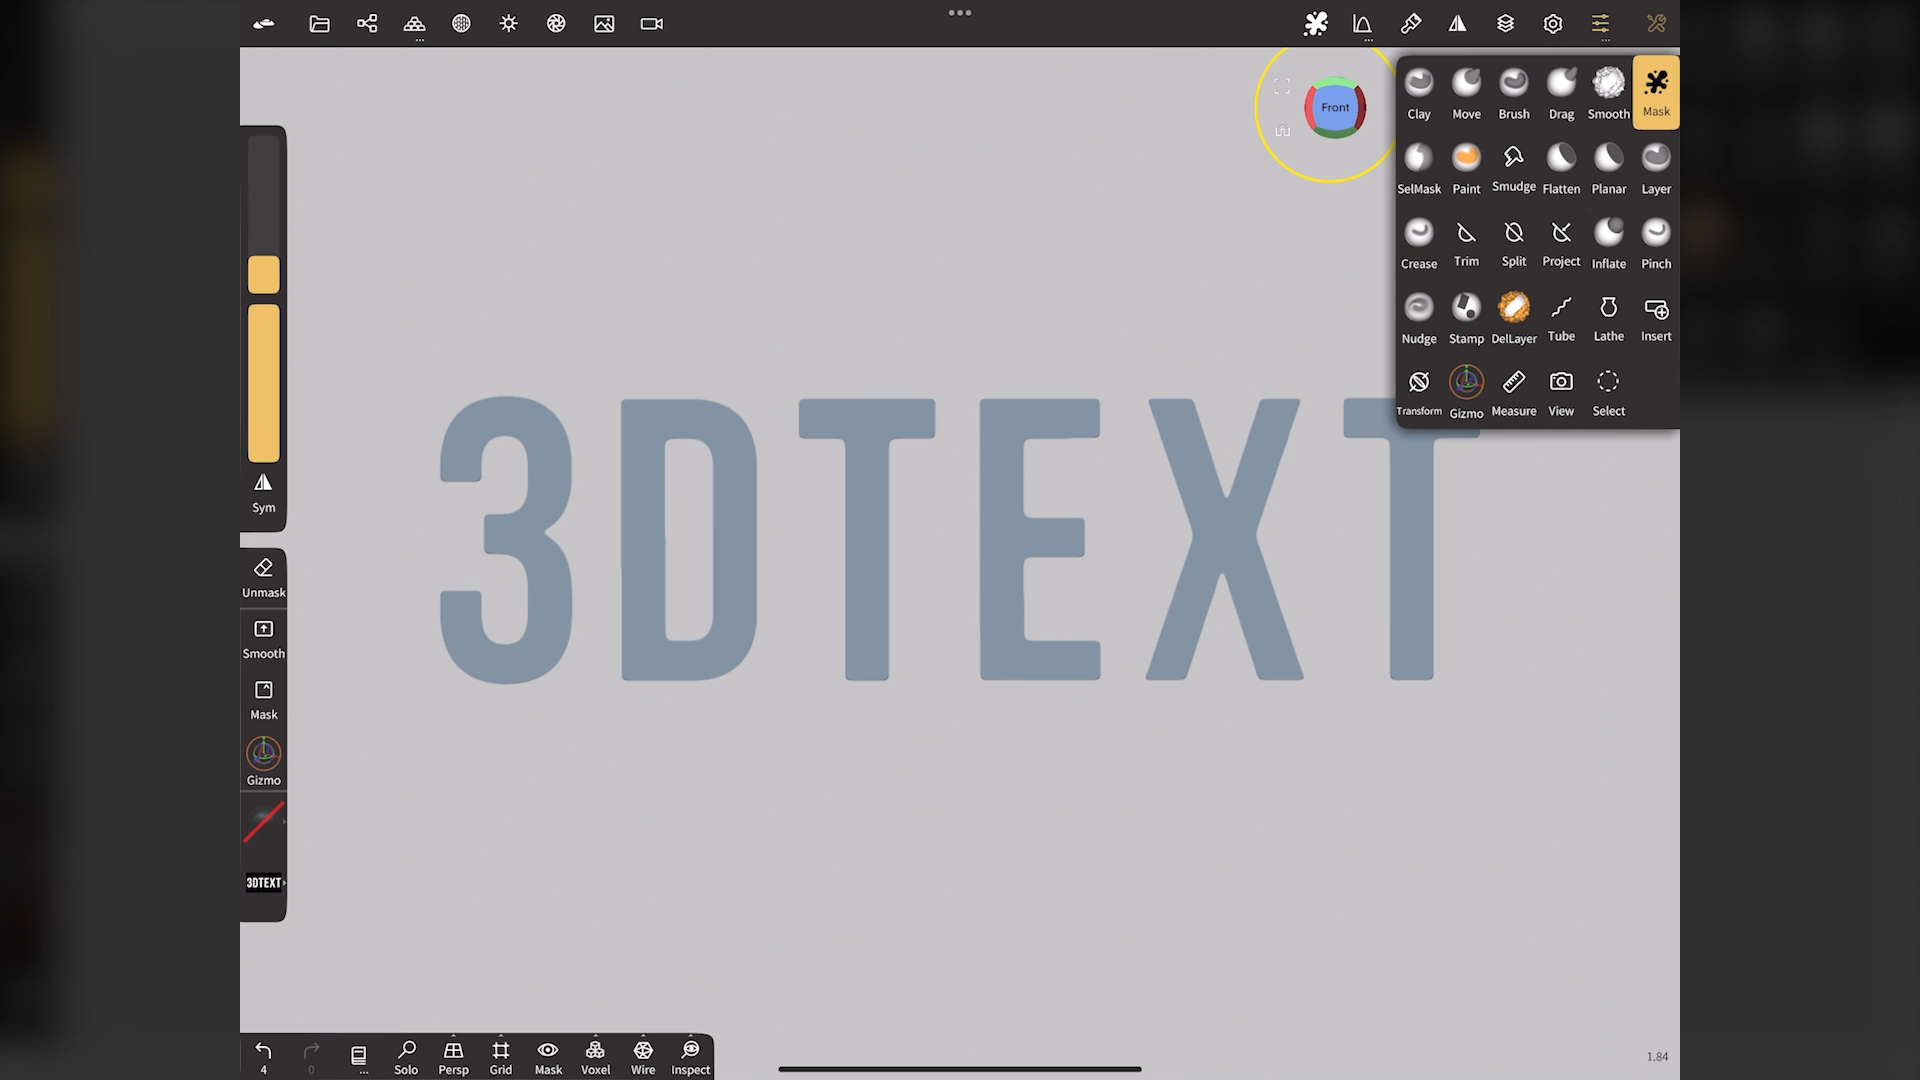 Front
Clay Move Brush Drag Smooth Mask
SelMask Paint Smudge Flatten Planar Layer
Crease Trim Split Project Inflate Pinch
Nudge Stamp DelLayer Tube Lathe Insert
Transform Gizmo Measure View Select
3DTEXT
Sym
Unmask
Smooth
Mask
Gizmo
3DTEXT
4 0 ... Solo Persp Grid Mask Voxel Wire Inspect
1.84